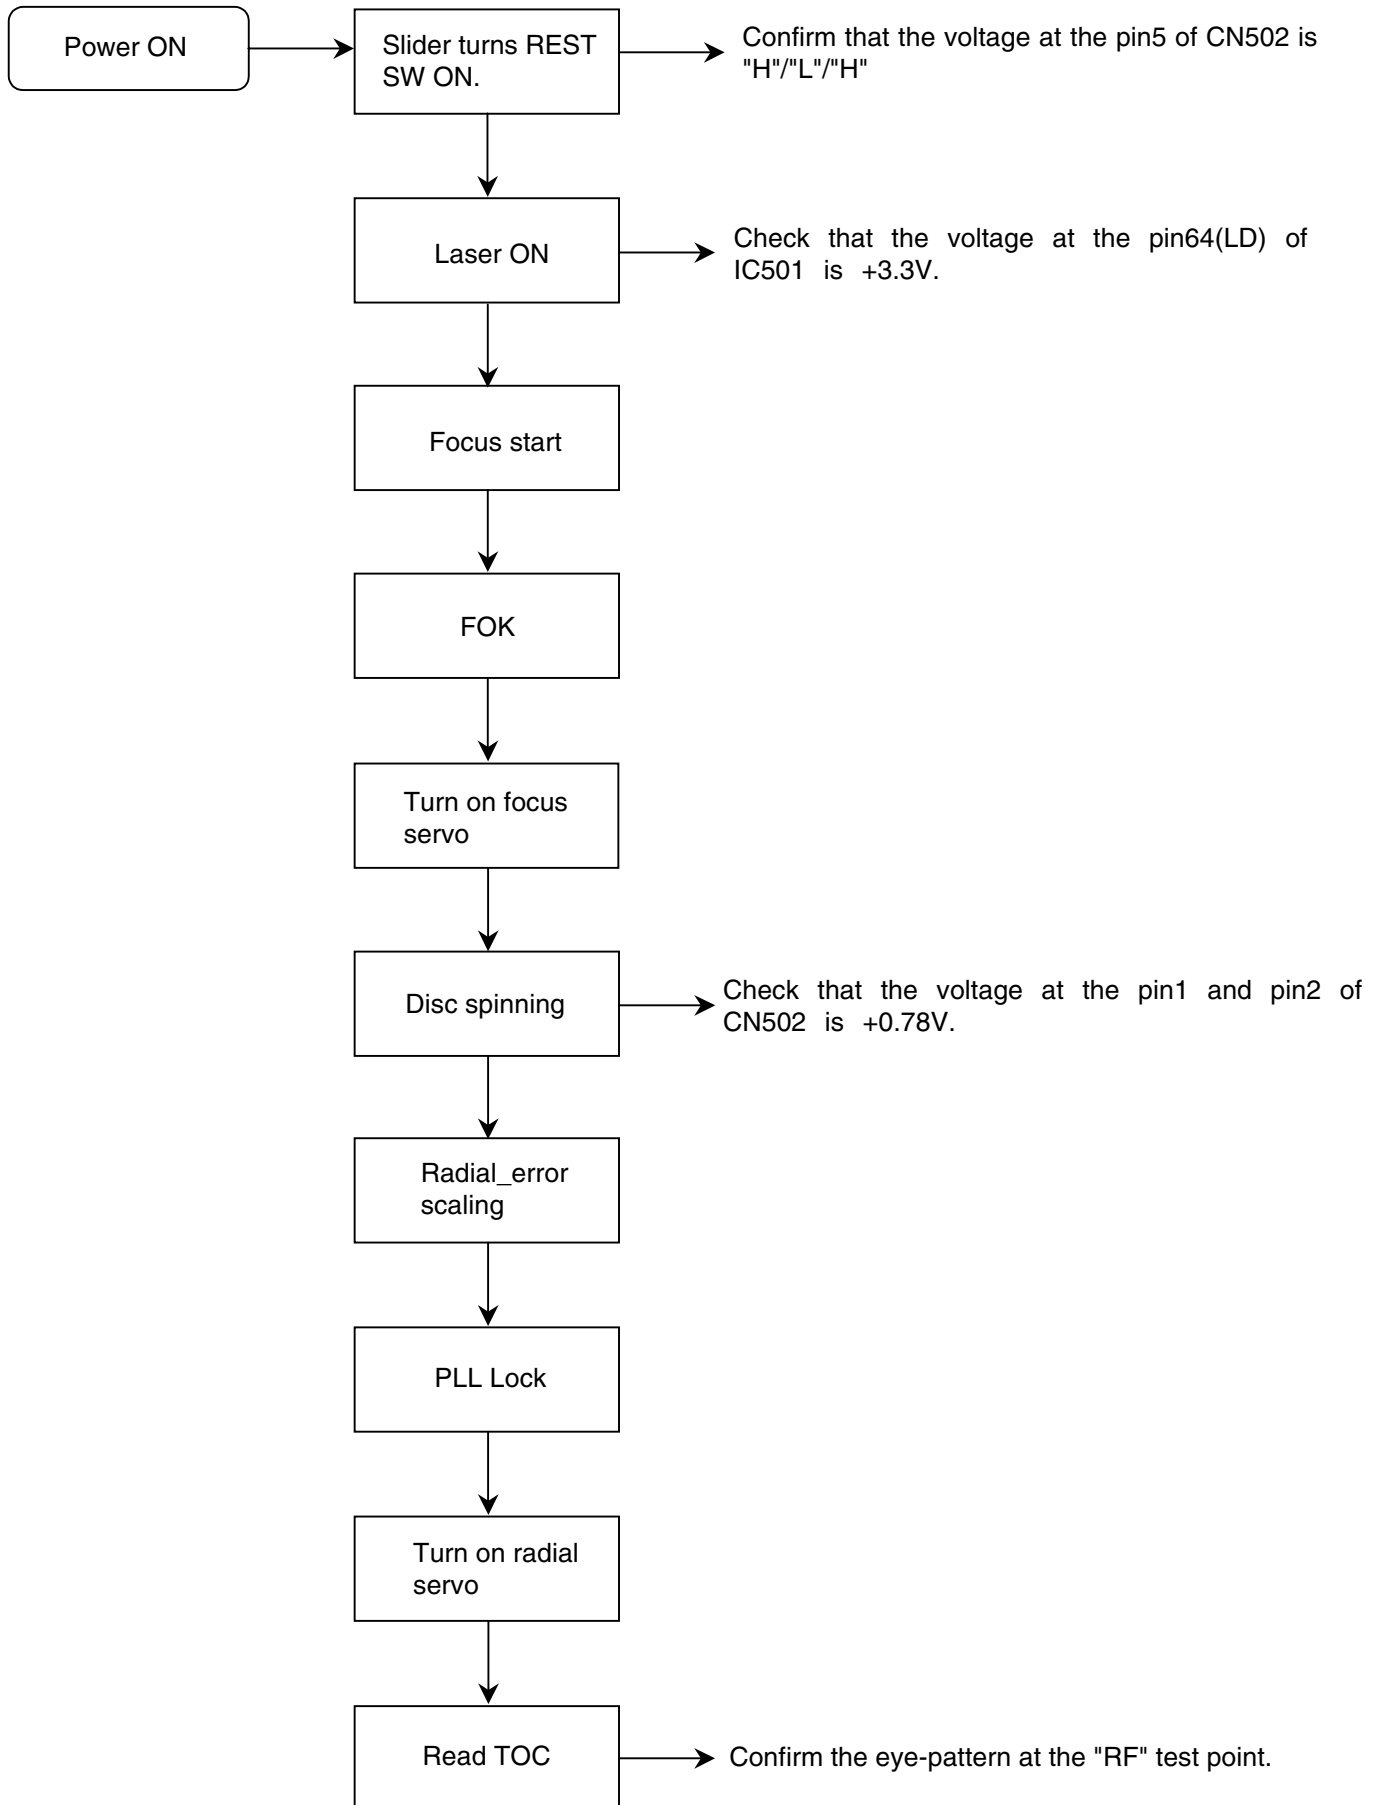 Power ON
Slider turns REST
SW ON.
Confirm that the voltage at the pin5 of CN502 is
"H"/"L"/"H"
Laser ON
Check that the voltage at the pin64(LD) of
IC501 is +3.3V.
Focus start
FOK
Turn on focus
servo
Disc spinning
Check that the voltage at the pin1 and pin2 of
CN502 is +0.78V.
Radial_error
scaling
PLL Lock
Turn on radial
servo
Read TOC
Confirm the eye-pattern at the "RF" test point.